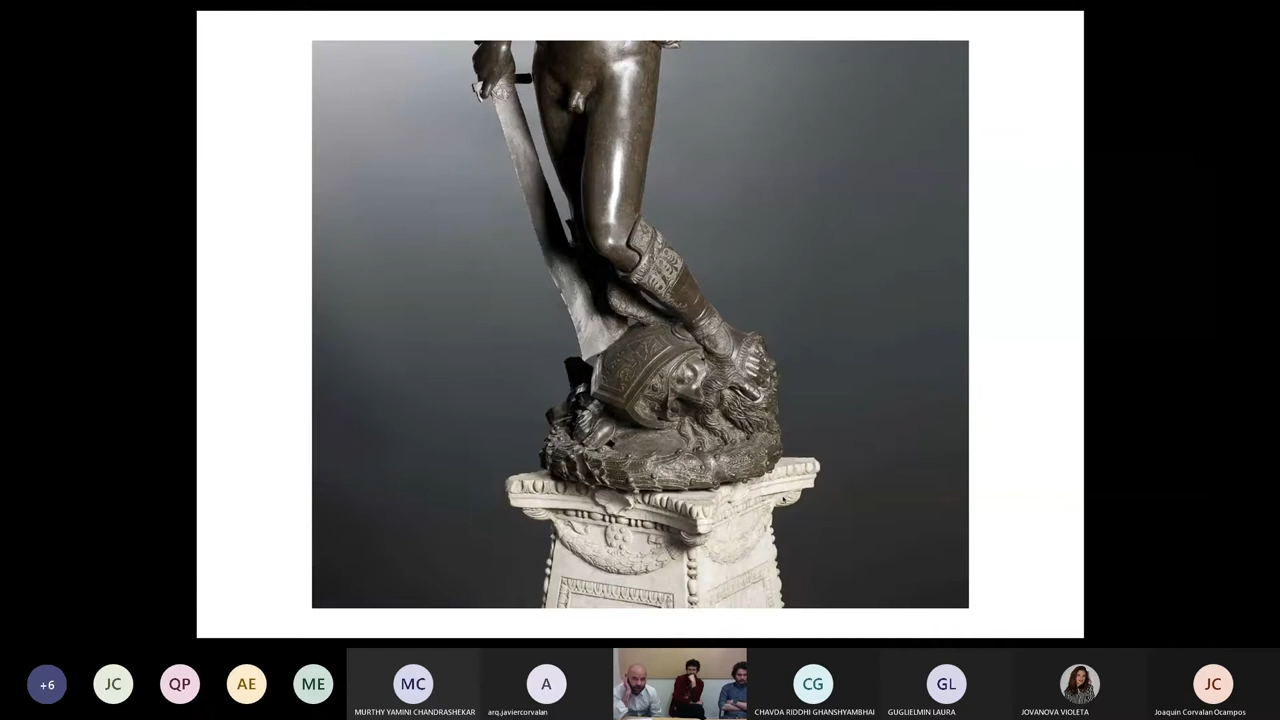 +6
JC
QP
AE
ME
MC
MURTHY YAMINI CHANDRASHEKAR
A
arq.javiercorvalan
CG
CHAVDA RIDDHI GHANSHYAMBHAI
GL
GUGLIELMIN LAURA
JOVANOVA VIOLETA
JC
Joaquin Corvalan Ocampos